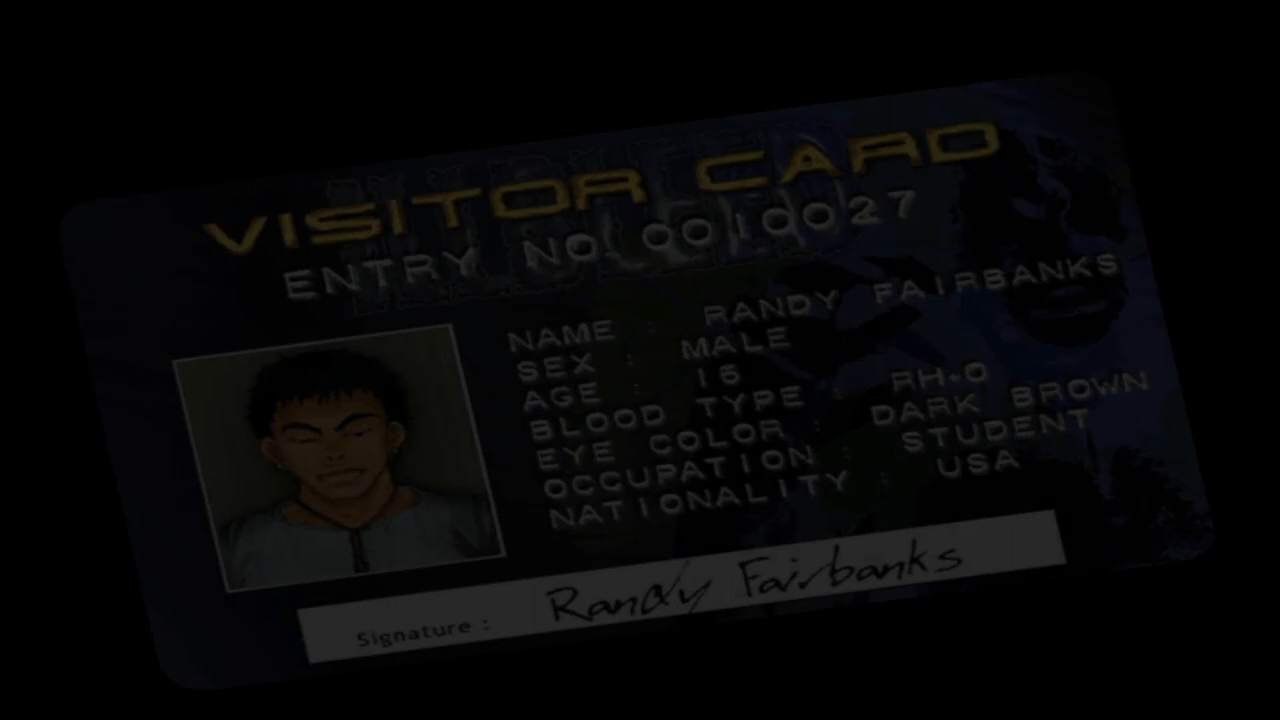 VISITOR CARD
ENTRY NO 0010027
NAME : RANDY FAIRBANKS
SEX : MALE
AGE : 16
BLOOD TYPE RH+O
EYE COLOR : DARK BROWN
OCCUPATION : STUDENT
NATIONALITY : USA
Signature : Randy Fairbanks